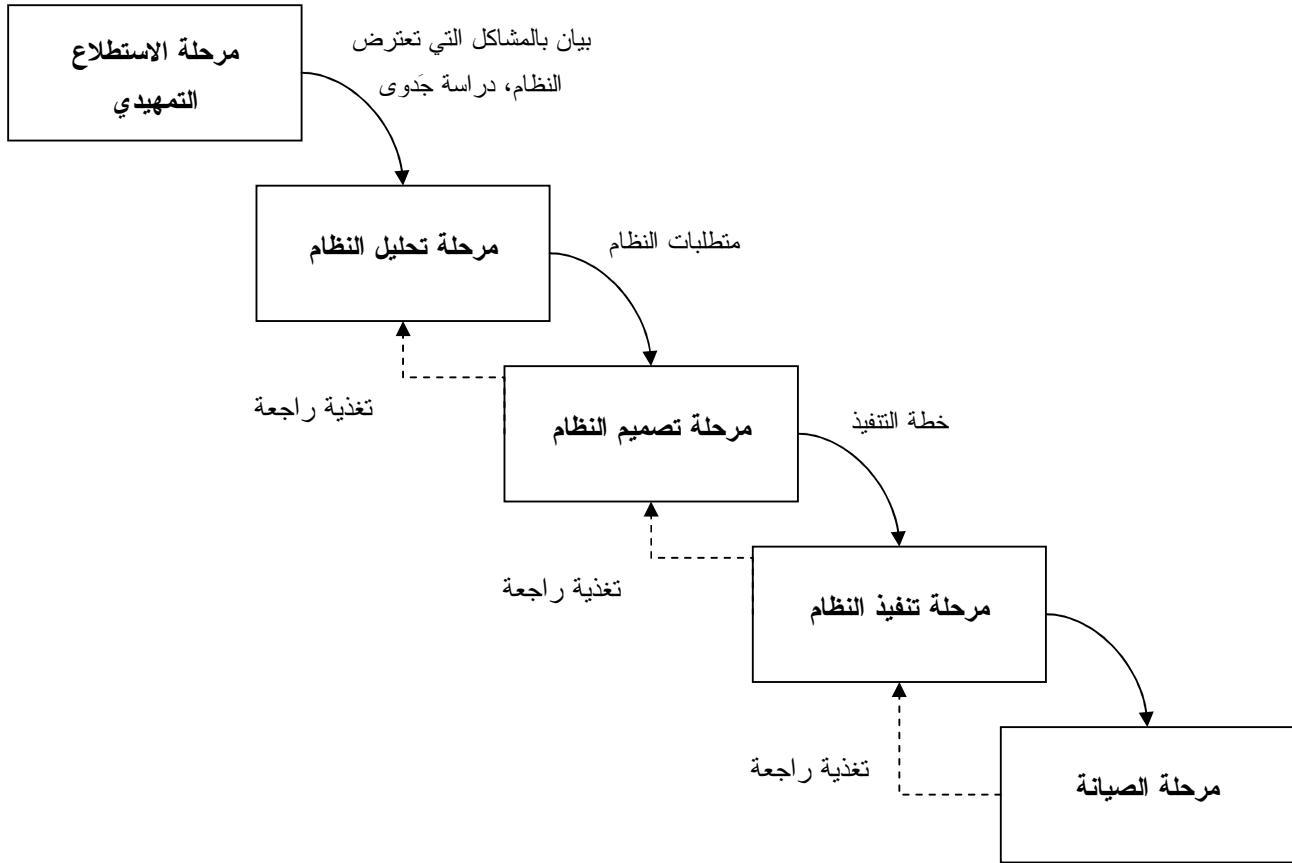 مرحلة الاستطلاع
التمهيدي
بيان بالمشاكل التي تعترض
النظام، دراسة جَدوى
مرحلة تحليل النظام
متطلبات النظام
تغذية راجعة
مرحلة تصميم النظام
خطة التنفيذ
تغذية راجعة
مرحلة تنفيذ النظام
تغذية راجعة
مرحلة الصيانة